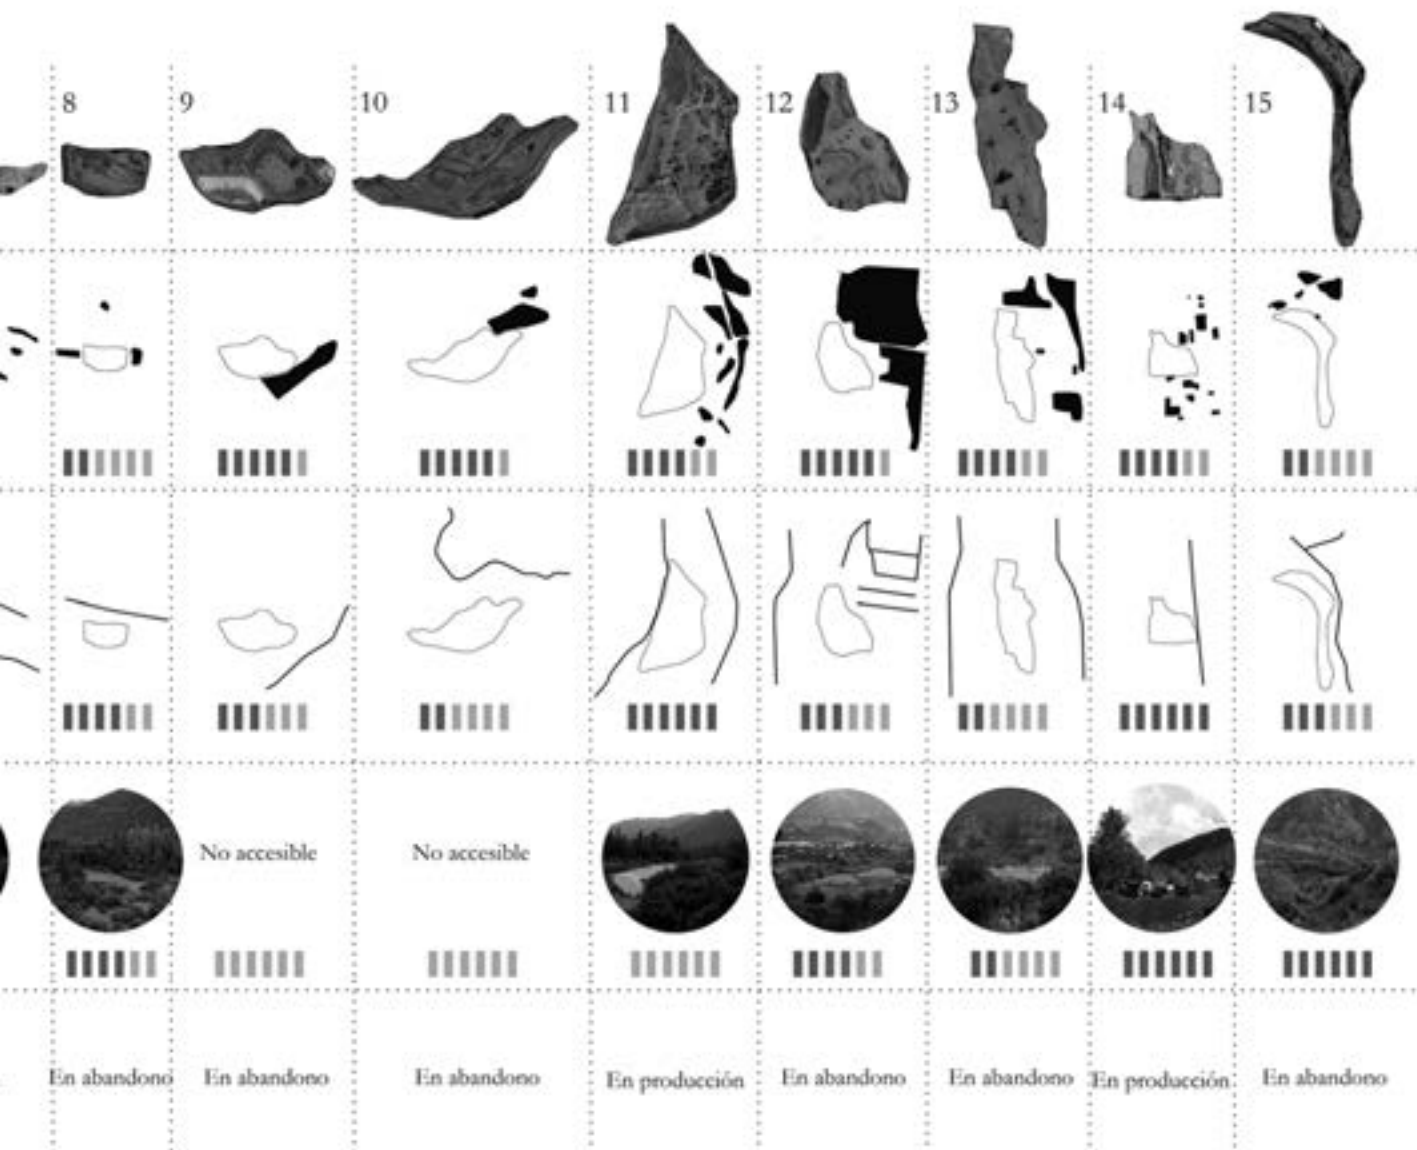 8 9 10 11 12 13 14 15
No accesible No accesible
En abandono En abandono En abandono En producción En abandono En abandono En producción En abandono